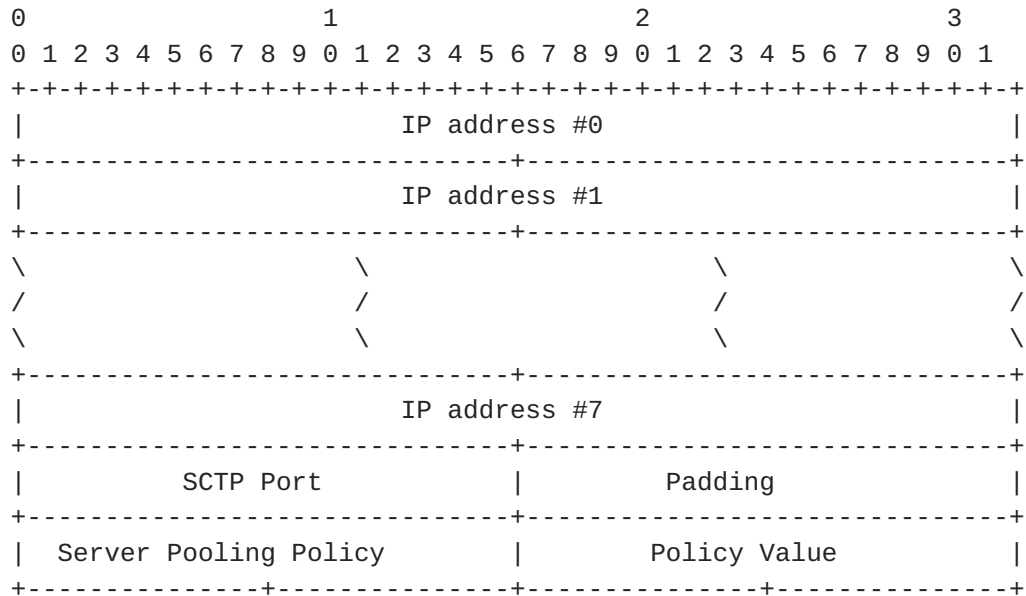 0                   1                   2                   3
0 1 2 3 4 5 6 7 8 9 0 1 2 3 4 5 6 7 8 9 0 1 2 3 4 5 6 7 8 9 0 1
+-+-+-+-+-+-+-+-+-+-+-+-+-+-+-+-+-+-+-+-+-+-+-+-+-+-+-+-+-+-+-+-+
|                        IP address #0                          |
+-------------------------------+-------------------------------+
|                        IP address #1                          |
+-------------------------------+-------------------------------+
\                     \                      \                  \
/                     /                      /                  /
\                     \                      \                  \
+-------------------------------+-------------------------------+
|                        IP address #7                          |
+-------------------------------+-------------------------------+
|          SCTP Port            |         Padding               |
+-------------------------------+-------------------------------+
|  Server Pooling Policy        |        Policy Value           |
+---------------+---------------+---------------+---------------+